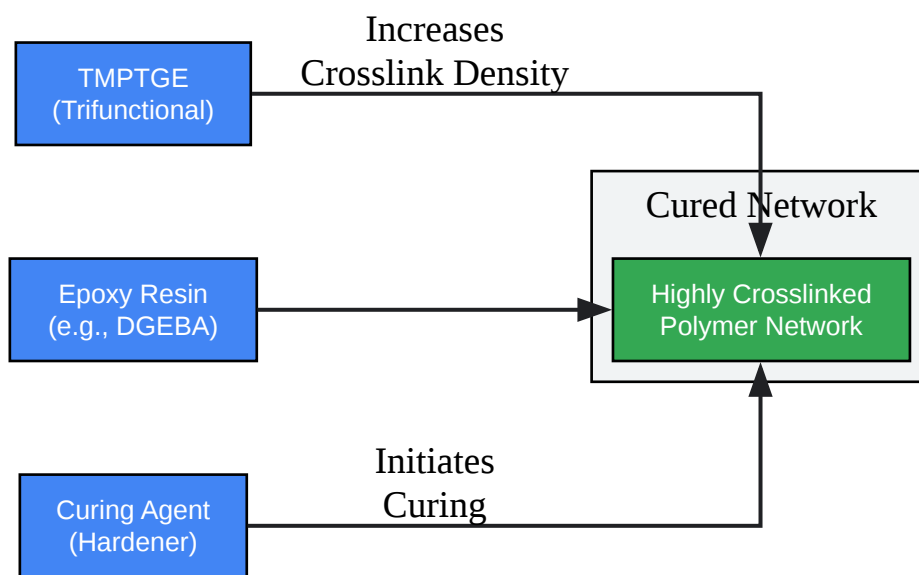 Increases
Crosslink Density
TMPTGE
(Trifunctional)
Cured Network
Epoxy Resin
(e.g., DGEBA)
Highly Crosslinked
Polymer Network
Initiates
Curing
Curing Agent
(Hardener)